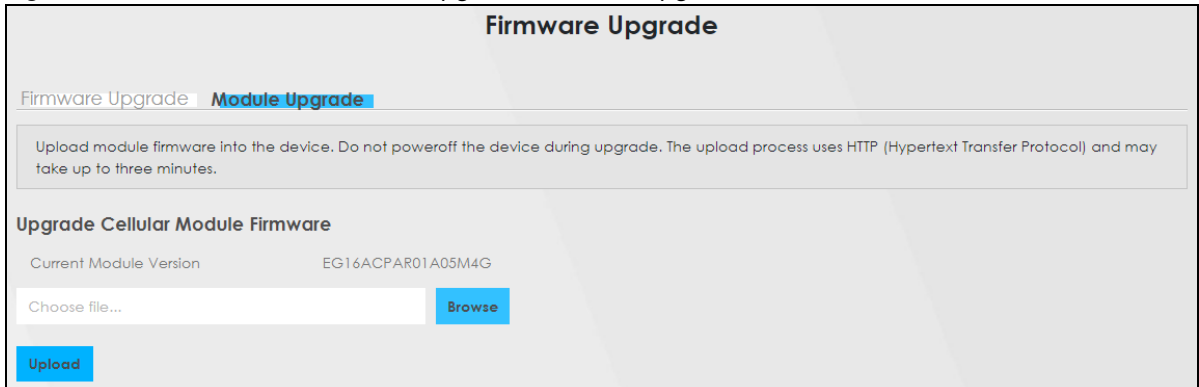 Firmware Upgrade
Firmware Upgrade Module Upgrade
Upload module firmware into the device. Do not poweroff the device during upgrade. The upload process uses HTTP (Hypertext Transfer Protocol) and may
take up to three minutes.
Upgrade Cellular Module Firmware
Current Module Version EG16ACPAR01A05M4G
Choose file... Browse
Upload